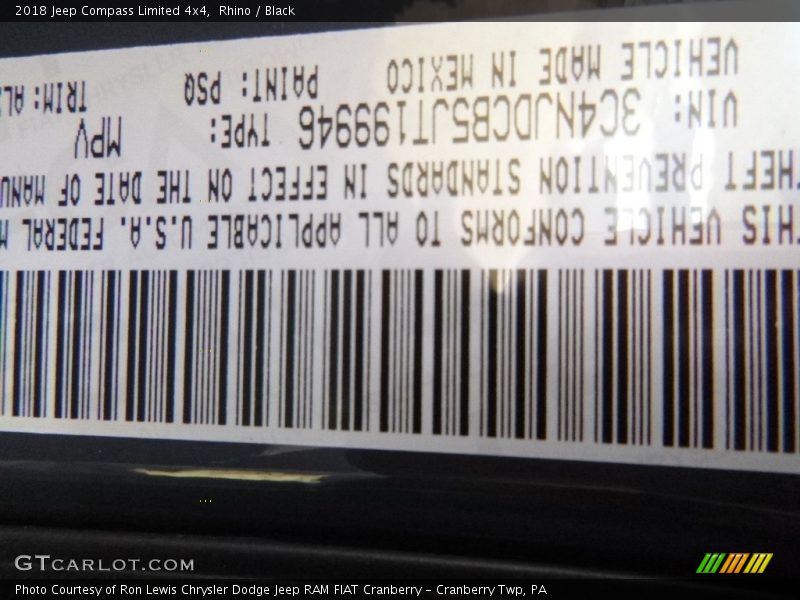 2018 Jeep Compass Limited 4x4, Rhino / Black
THIS VEHICLE CONFORMS TO ALL APPLICABLE U.S.A. FEDERAL M
HEFT PREVENTION STANDARDS IN EFFECT ON THE DATE OF MANU
VIN: 3C4NJDCB5JT199946 TYPE: MPV
VEHICLE MADE IN MEXICO PAINT: PSQ TRIM: AL
GTCARLOT.COM
Photo Courtesy of Ron Lewis Chrysler Dodge Jeep RAM FIAT Cranberry – Cranberry Twp, PA